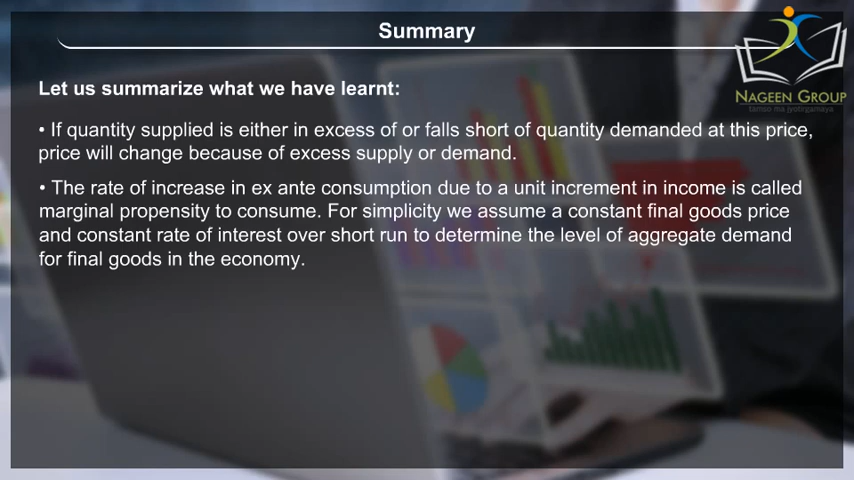 Summary
NAGEEN GROUP
tamso ma jyotirgamaya
Let us summarize what we have learnt:
• If quantity supplied is either in excess of or falls short of quantity demanded at this price,
price will change because of excess supply or demand.
• The rate of increase in ex ante consumption due to a unit increment in income is called
marginal propensity to consume. For simplicity we assume a constant final goods price
and constant rate of interest over short run to determine the level of aggregate demand
for final goods in the economy.